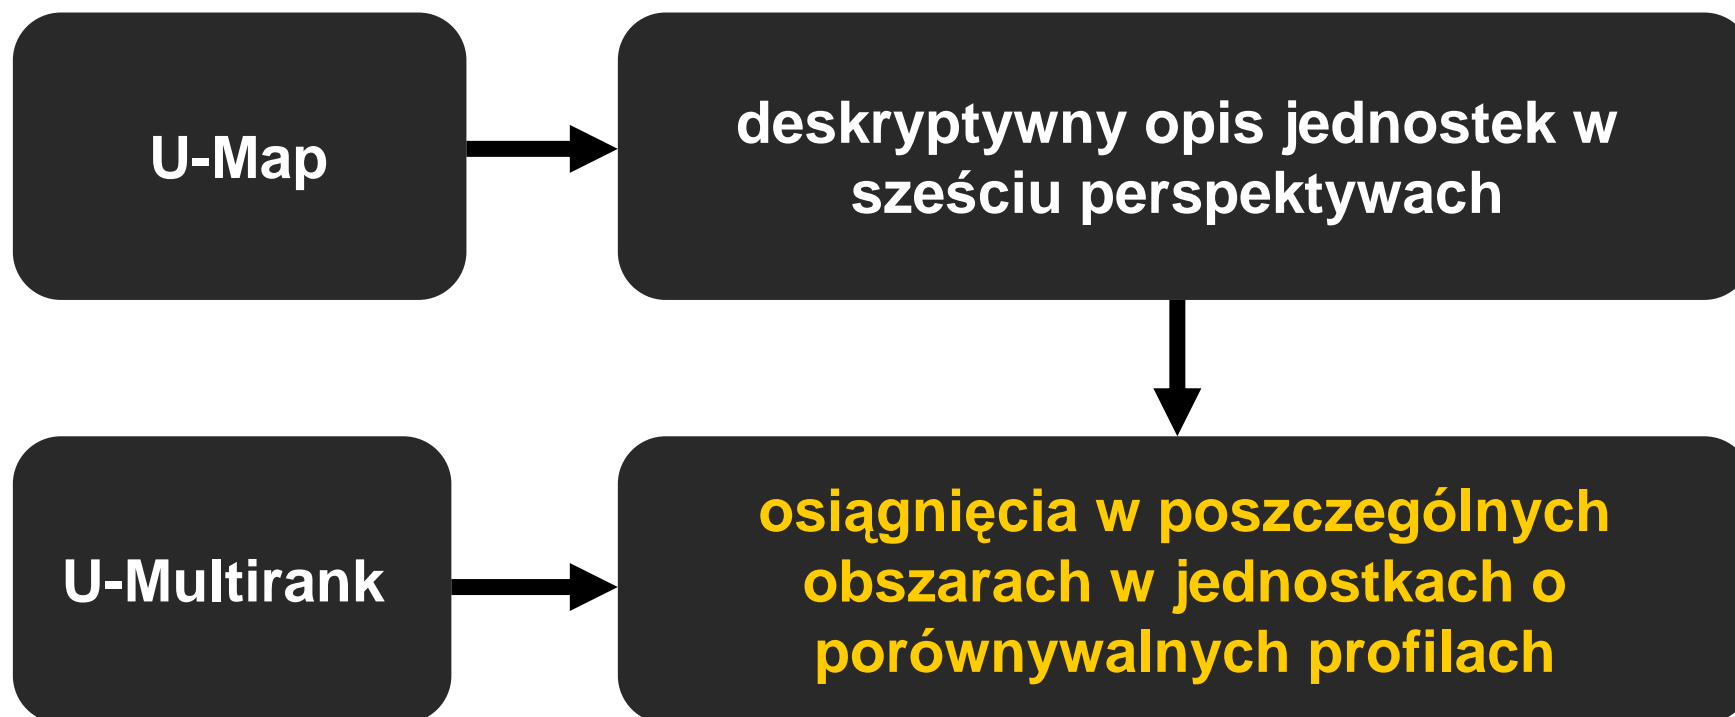 U-Map
deskryptywny opis jednostek w
sześciu perspektywach
U-Multirank
osiągnięcia w poszczególnych
obszarach w jednostkach o
porównywalnych profilach